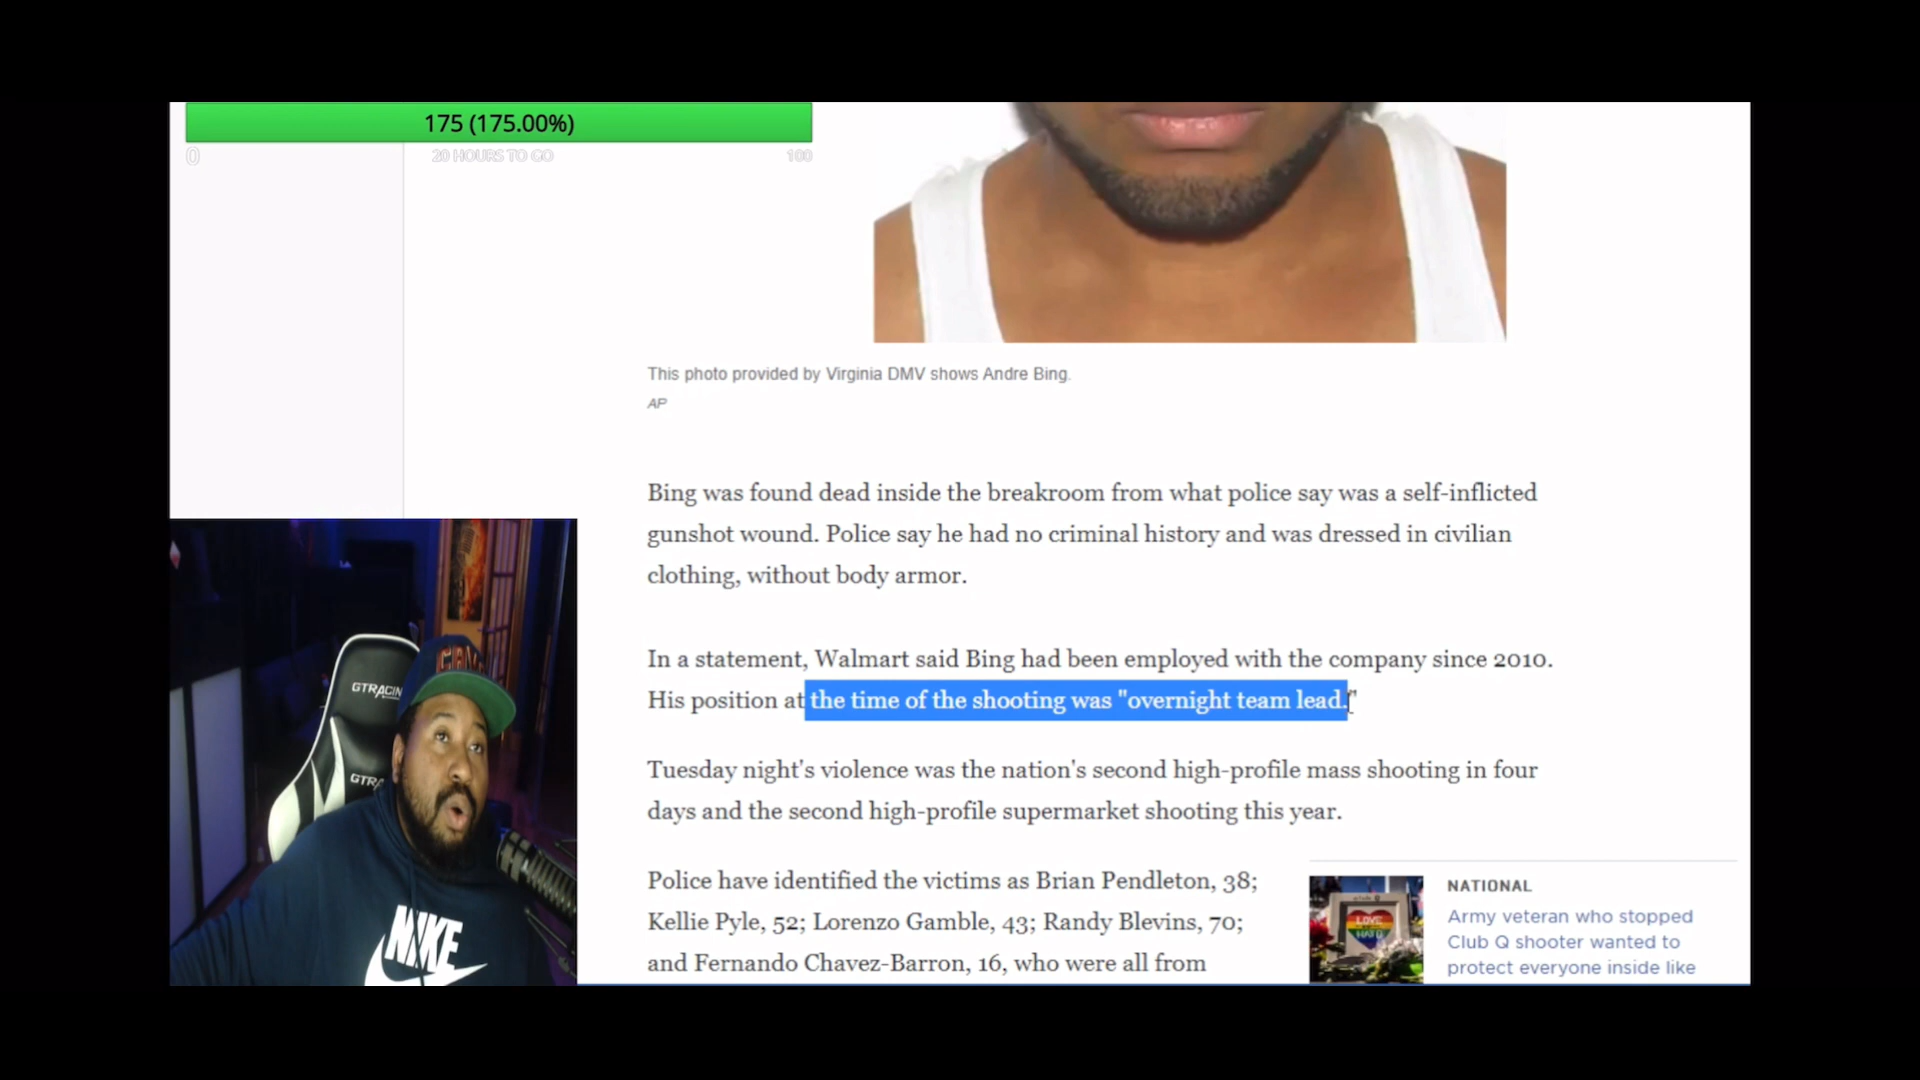 175 (175.00%)
0
20 HOURS TO GO
100
This photo provided by Virginia DMV shows Andre Bing.
AP
Bing was found dead inside the breakroom from what police say was a self-inflicted
gunshot wound. Police say he had no criminal history and was dressed in civilian
clothing, without body armor.
In a statement, Walmart said Bing had been employed with the company since 2010.
His position at the time of the shooting was "overnight team lead."
Tuesday night's violence was the nation's second high-profile mass shooting in four
days and the second high-profile supermarket shooting this year.
Police have identified the victims as Brian Pendleton, 38;
Kellie Pyle, 52; Lorenzo Gamble, 43; Randy Blevins, 70;
and Fernando Chavez-Barron, 16, who were all from
NATIONAL
Army veteran who stopped
Club Q shooter wanted to
protect everyone inside like
LOVE
HATE
GTRACIN
GTRA
NIKE